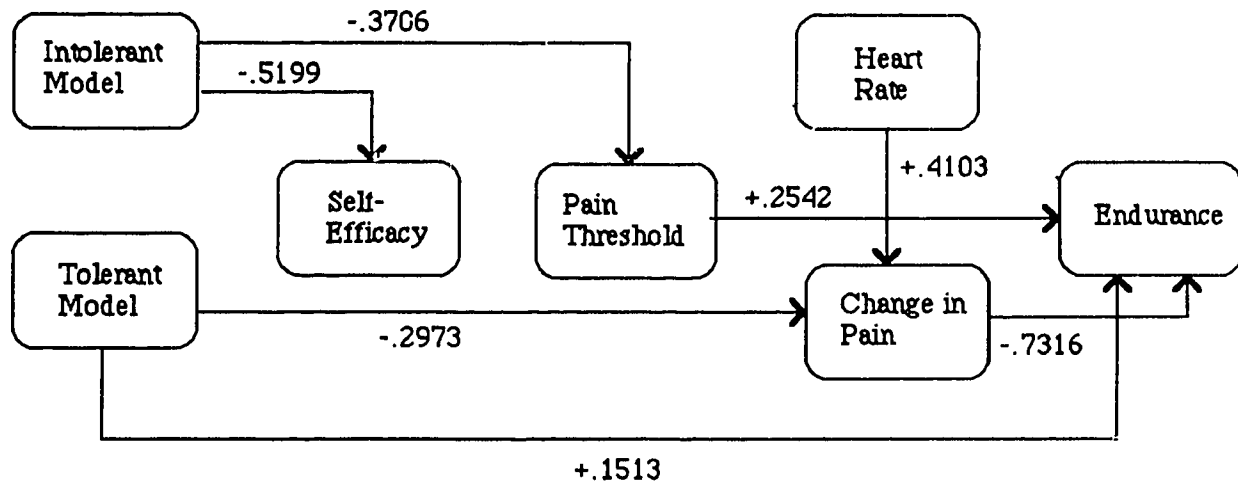 -.3706
Intolerant
Model
-.5199
Heart
Rate
+.4103
Self-
Efficacy
Pain
Threshold
+.2542
Endurance
Tolerant
Model
-.2973
Change in
Pain
-.7316
+.1513